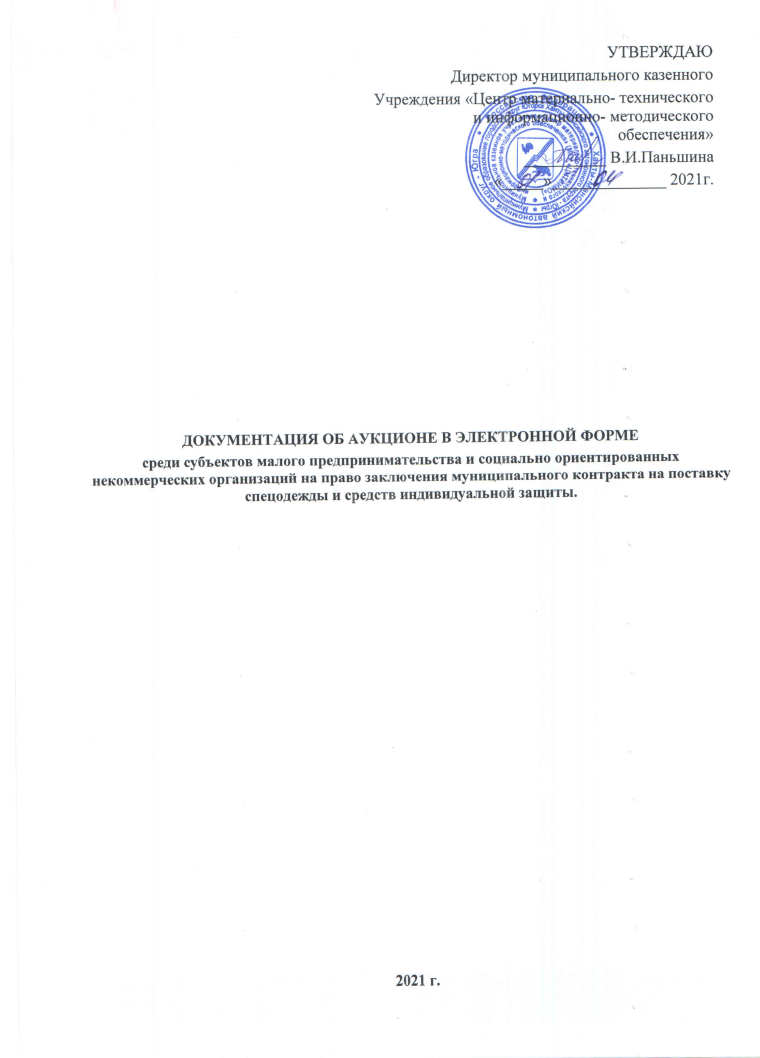 УТВЕРЖДАЮ
Директор муниципального казенного
Учреждения «Центр материально- технического
и информационно- методического
обеспечения»
В.И.Паньшина
04 2021г.
ДОКУМЕНТАЦИЯ ОБ АУКЦИОНЕ В ЭЛЕКТРОННОЙ ФОРМЕ
среди субъектов малого предпринимательства и социально ориентированных
некоммерческих организаций на право заключения муниципального контракта на поставку
спецодежды и средств индивидуальной защиты.
2021 г.